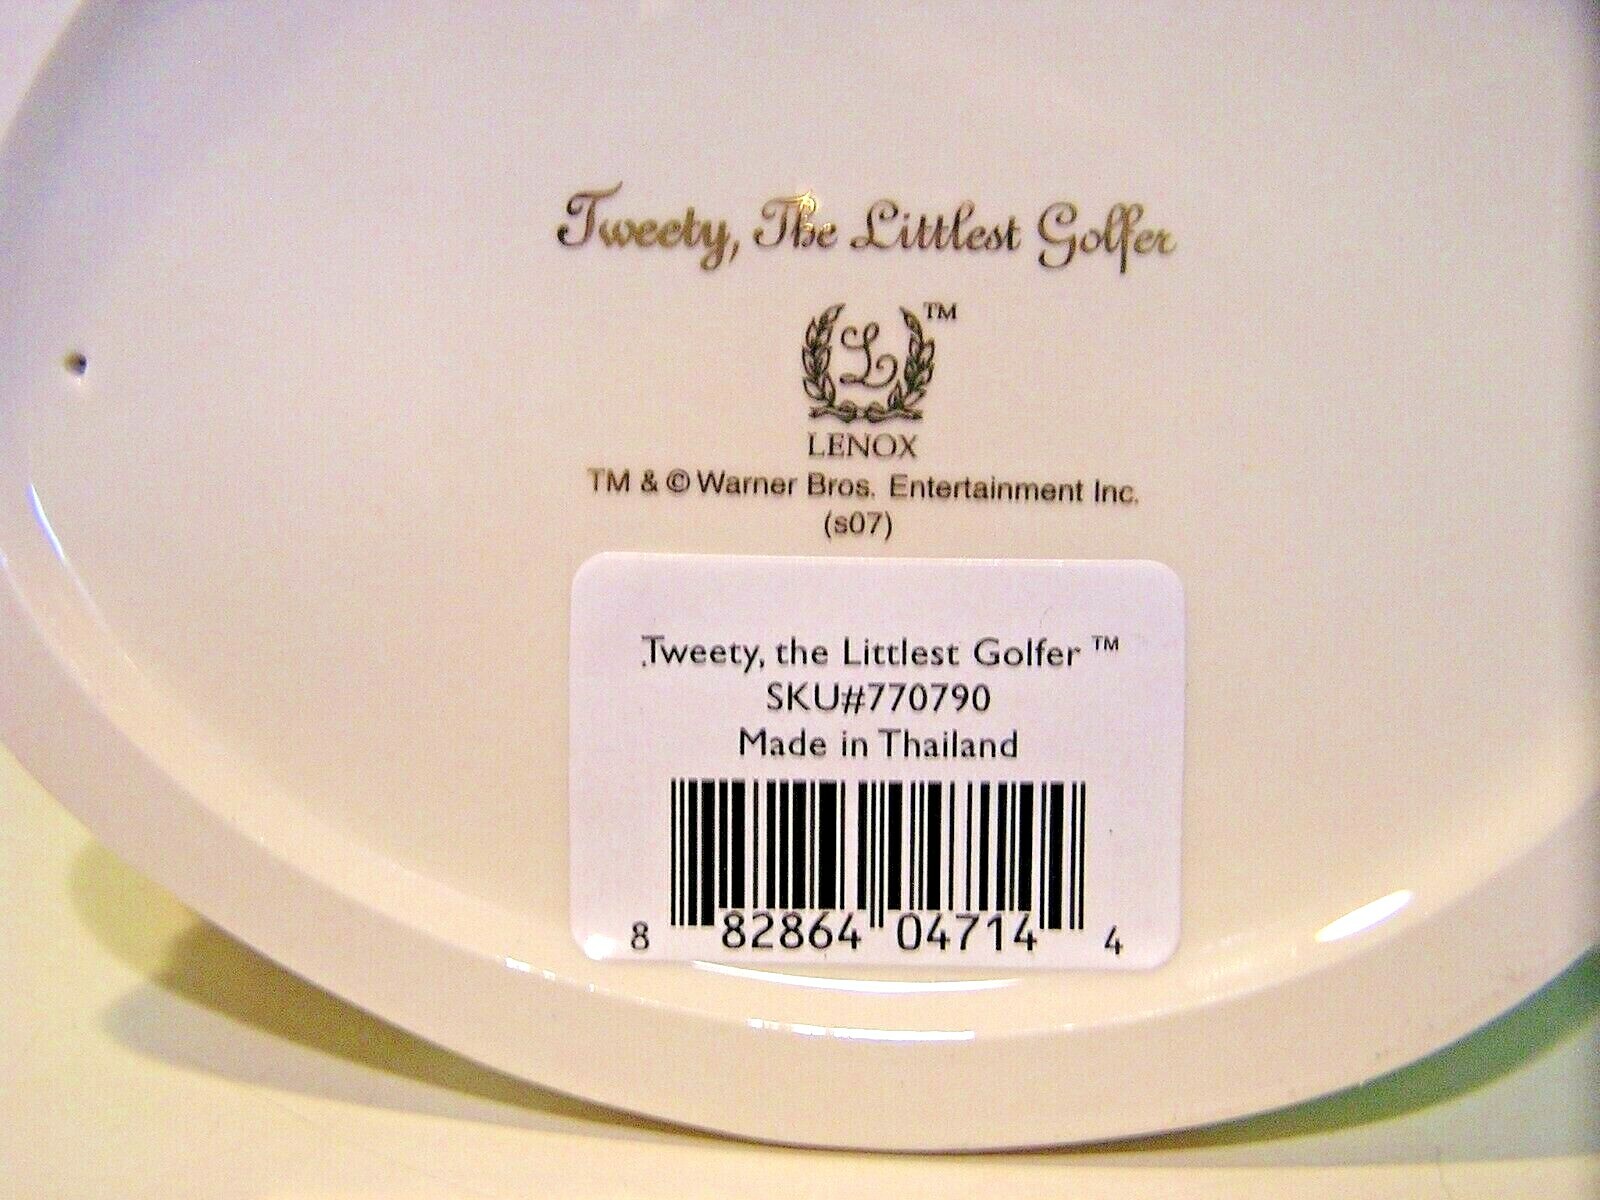 Tweety, The Littlest Golfer
L ™
LENOX
TM & © Warner Bros. Entertainment Inc.
(s07)
Tweety, the Littlest Golfer ™
SKU#770790
Made in Thailand
8 82864 04714 4